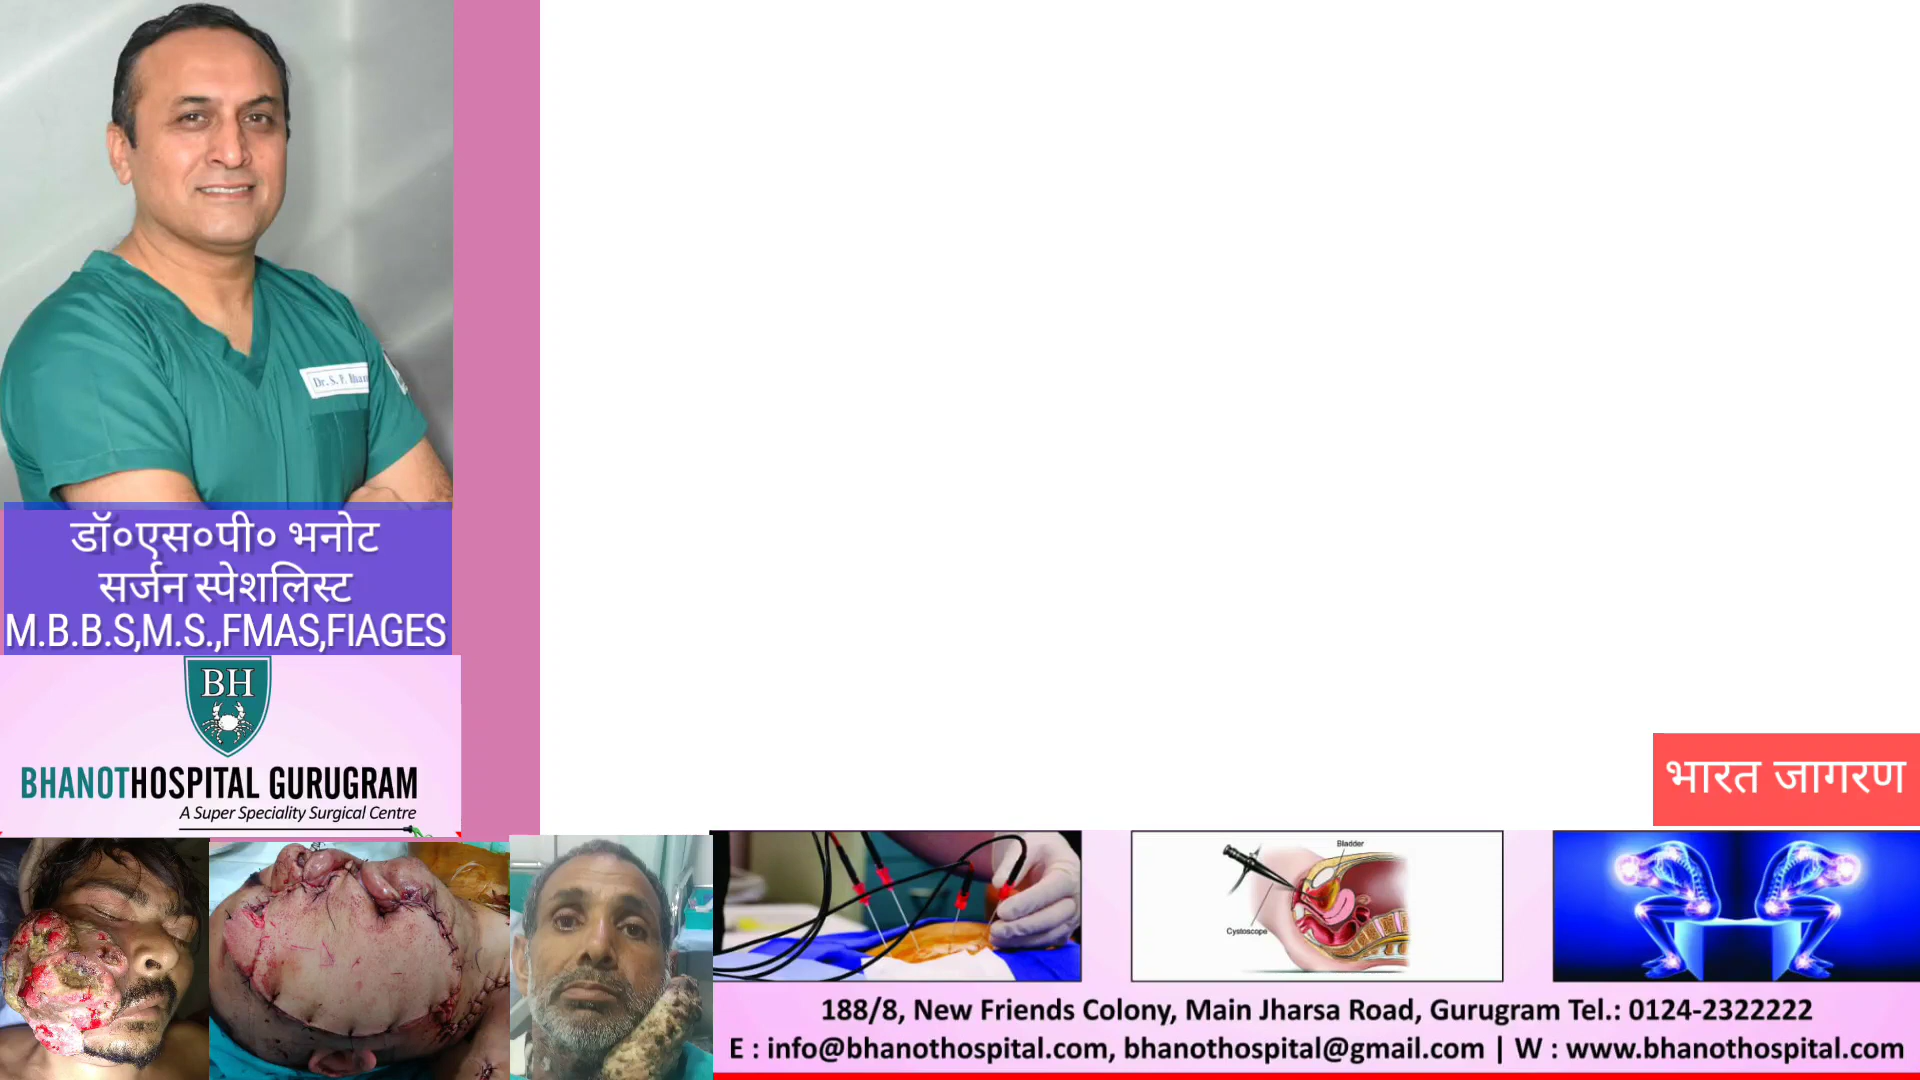 Dr. S. P. Bhan
डॉ०एस०पी० भनोट
सर्जन स्पेशलिस्ट
M.B.B.S,M.S.,FMAS,FIAGES
BH
BHANOTHOSPITAL GURUGRAM
A Super Speciality Surgical Centre
भारत जागरण
Bladder
Cystoscope
188/8, New Friends Colony, Main Jharsa Road, Gurugram Tel.: 0124-2322222
E : info@bhanothospital.com, bhanothospital@gmail.com | W : www.bhanothospital.com